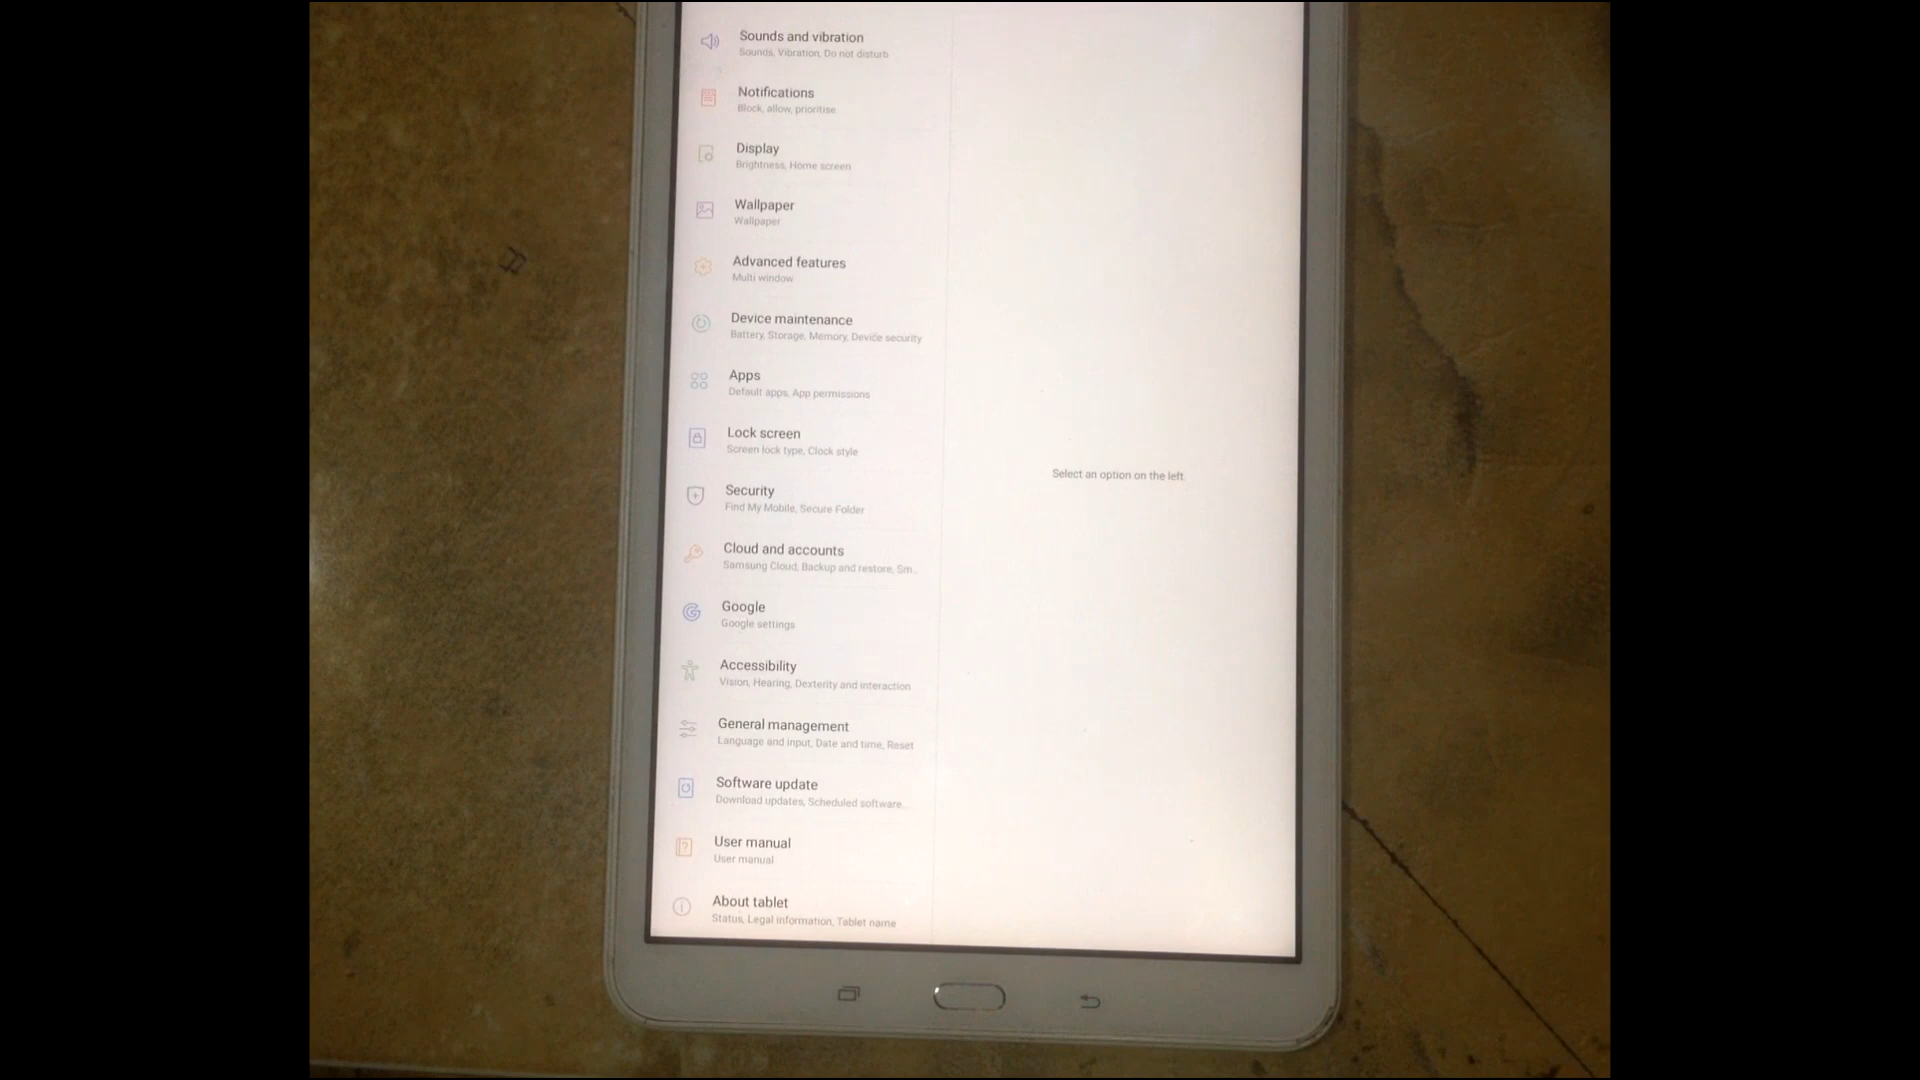 Sounds and vibration
Sounds, Vibration, Do not disturb
Notifications
Block, allow, prioritise
Display
Brightness, Home screen
Wallpaper
Wallpaper
Advanced features
Multi window
Device maintenance
Battery, Storage, Memory, Device security
Apps
Default apps, App permissions
Lock screen
Screen lock type, Clock style
Security
Find My Mobile, Secure Folder
Cloud and accounts
Samsung Cloud, Backup and restore, Sm...
Google
Google settings
Accessibility
Vision, Hearing, Dexterity and interaction
General management
Language and input, Date and time, Reset
Software update
Download updates, Scheduled software...
User manual
User manual
About tablet
Status, Legal information, Tablet name
Select an option on the left.